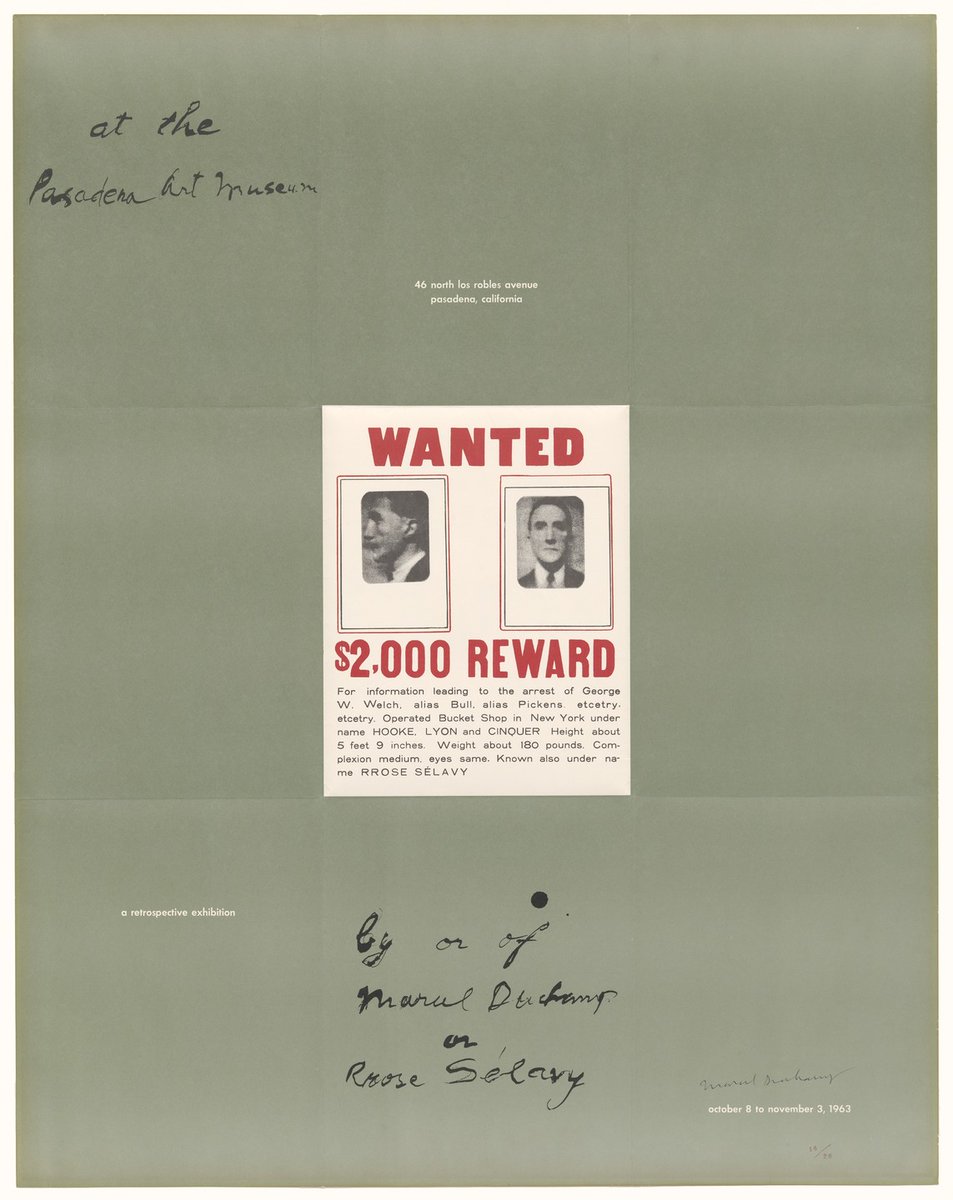 at the
Pasadena Art Museum
46 north los robles avenue
pasadena, california
WANTED
$2,000 REWARD
For information leading to the arrest of George
W. Welch, alias Bull, alias Pickens. etcetry,
etcetry. Operated Bucket Shop in New York under
name HOOKE, LYON and CINQUER Height about
5 feet 9 inches. Weight about 180 pounds. Com-
plexion medium, eyes same. Known also under na-
me RROSE SÉLAVY
a retrospective exhibition
by or of
Marcel Duchamp
or
Rrose Sélavy
Marcel Duchamp
october 8 to november 3, 1963